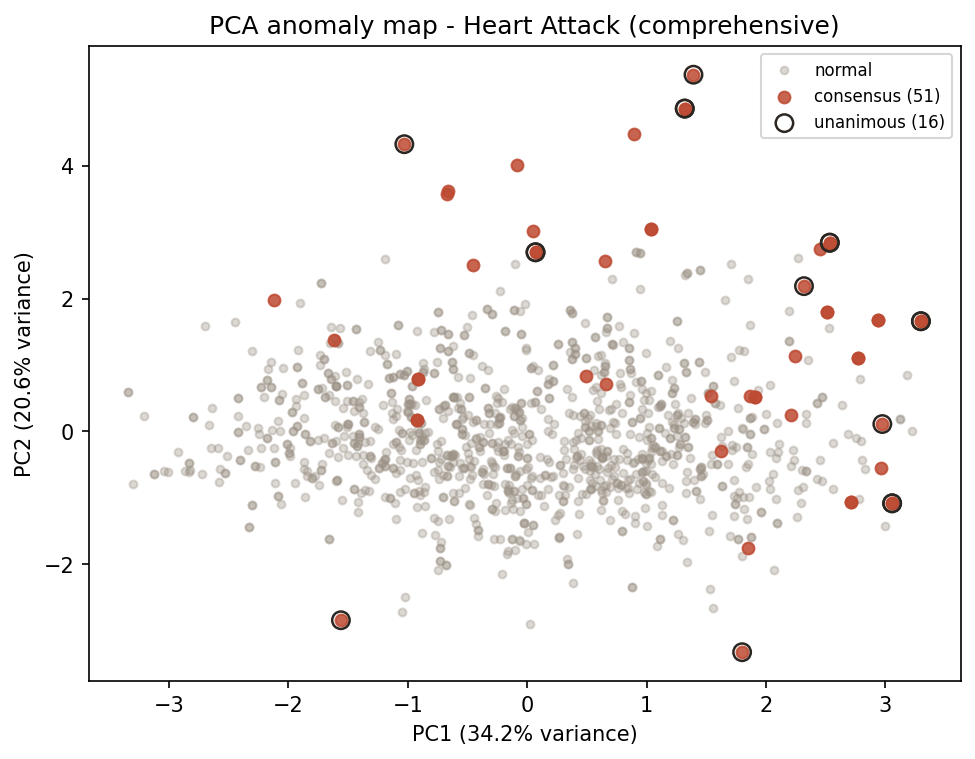 PCA anomaly map - Heart Attack (comprehensive)
normal
consensus (51)
unanimous (16)
PC2 (20.6% variance)
4
2
0
−2
−3
−2
−1
0
1
2
3
PC1 (34.2% variance)